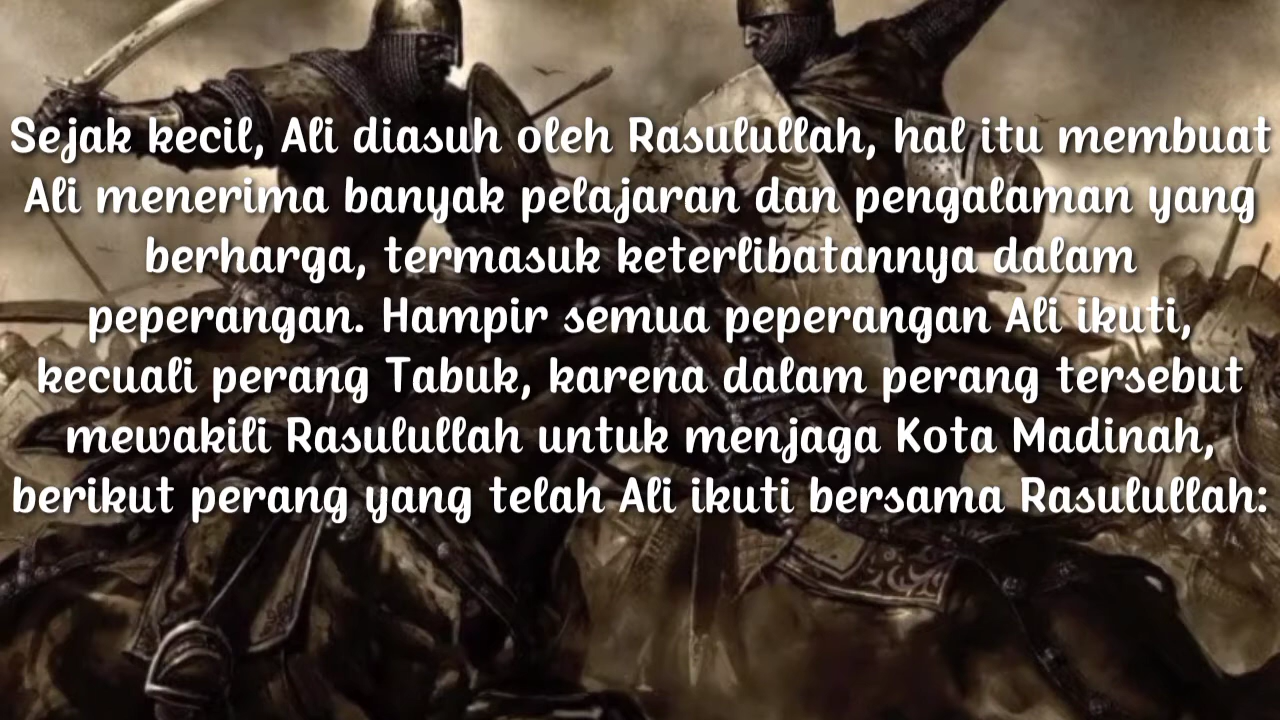 Sejak kecil, Ali diasuh oleh Rasulullah, hal itu membuat
Ali menerima banyak pelajaran dan pengalaman yang
berharga, termasuk keterlibatannya dalam
peperangan. Hampir semua peperangan Ali ikuti,
kecuali perang Tabuk, karena dalam perang tersebut
mewakili Rasulullah untuk menjaga Kota Madinah,
berikut perang yang telah Ali ikuti bersama Rasulullah: